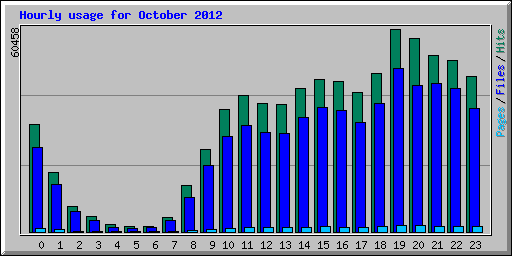 Hourly usage for October 2012
60458
Pages / Files / Hits
0 1 2 3 4 5 6 7 8 9 10 11 12 13 14 15 16 17 18 19 20 21 22 23